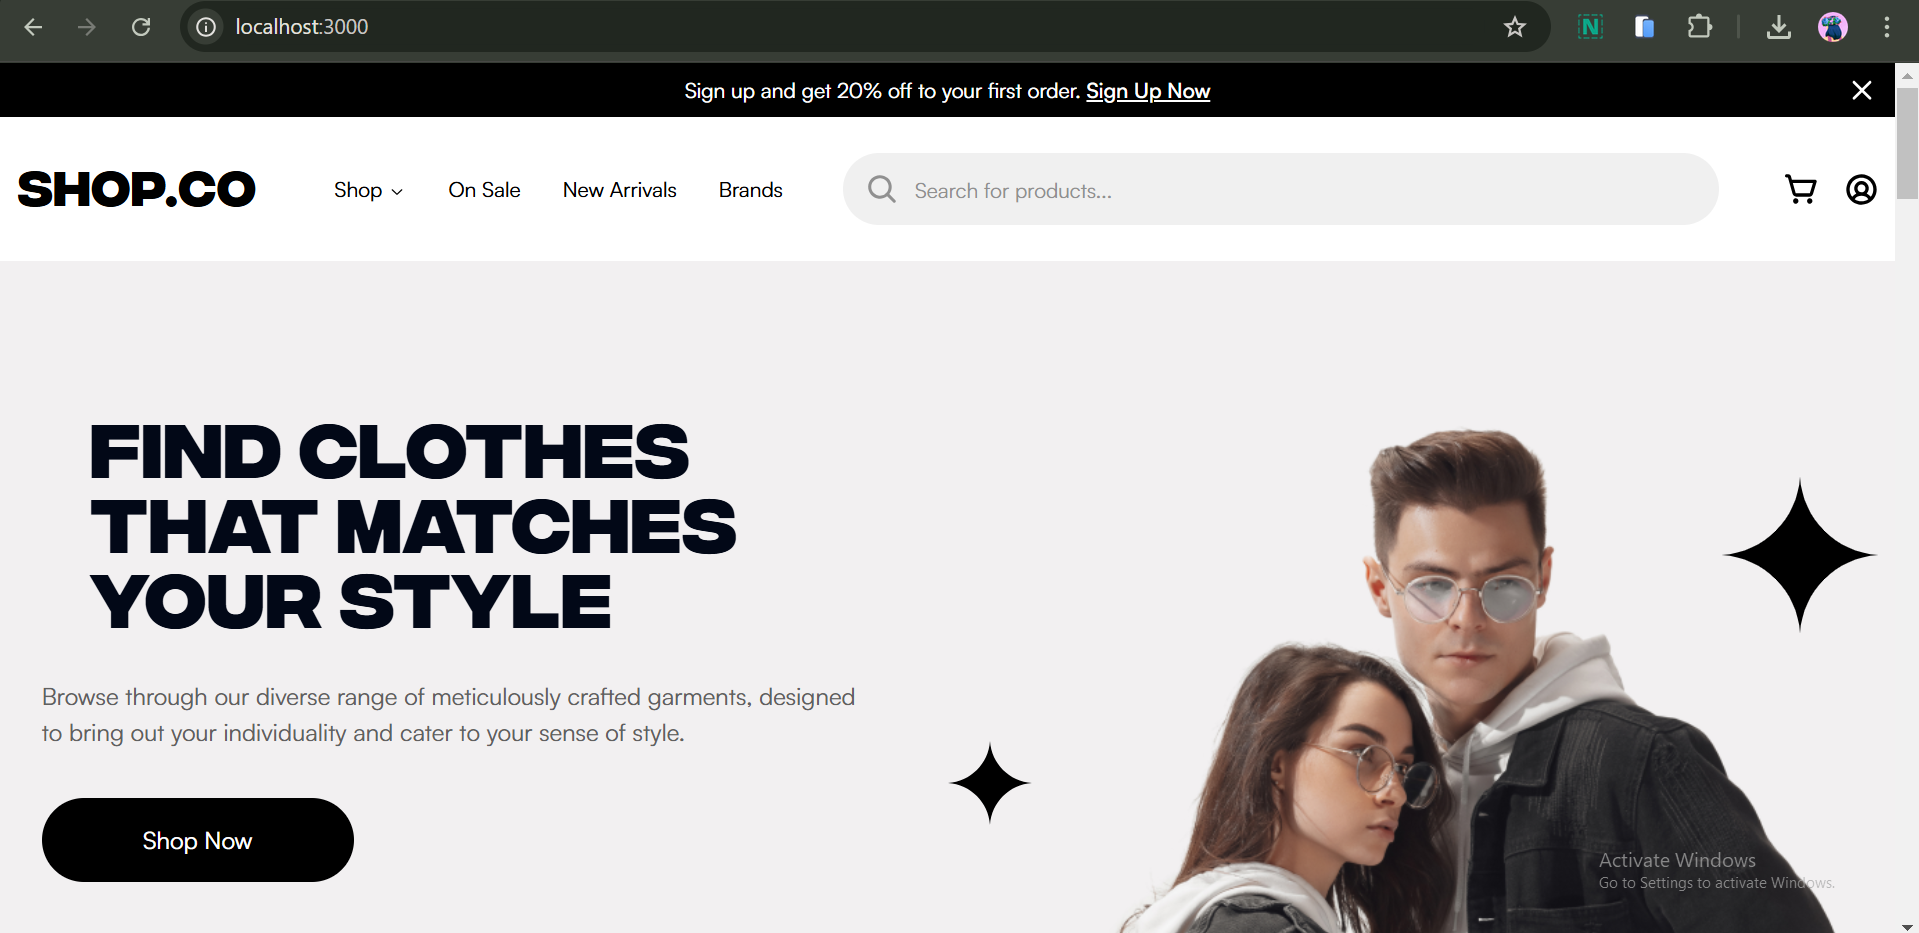 localhost:3000
N
Sign up and get 20% off to your first order. Sign Up Now
SHOP.CO
Shop
On Sale
New Arrivals
Brands
Search for products...
FIND CLOTHES
THAT MATCHES
YOUR STYLE
Browse through our diverse range of meticulously crafted garments, designed
to bring out your individuality and cater to your sense of style.
Shop Now
Activate Windows
Go to Settings to activate Windows.